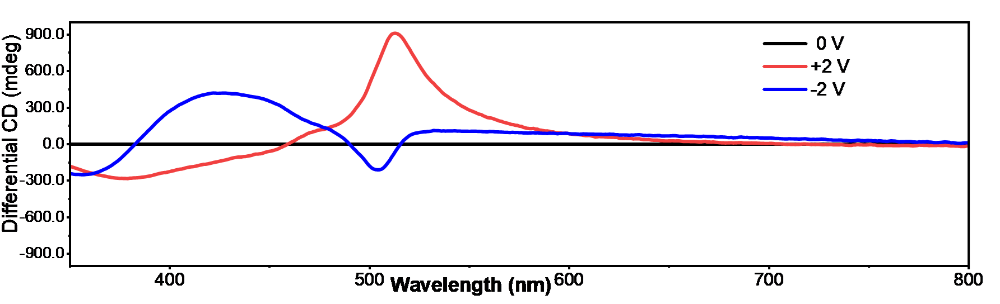 Differential CD (mdeg)
900.0
600.0
300.0
0.0
-300.0
-600.0
-900.0
0 V
+2 V
-2 V
400
500
600
700
800
Wavelength (nm)